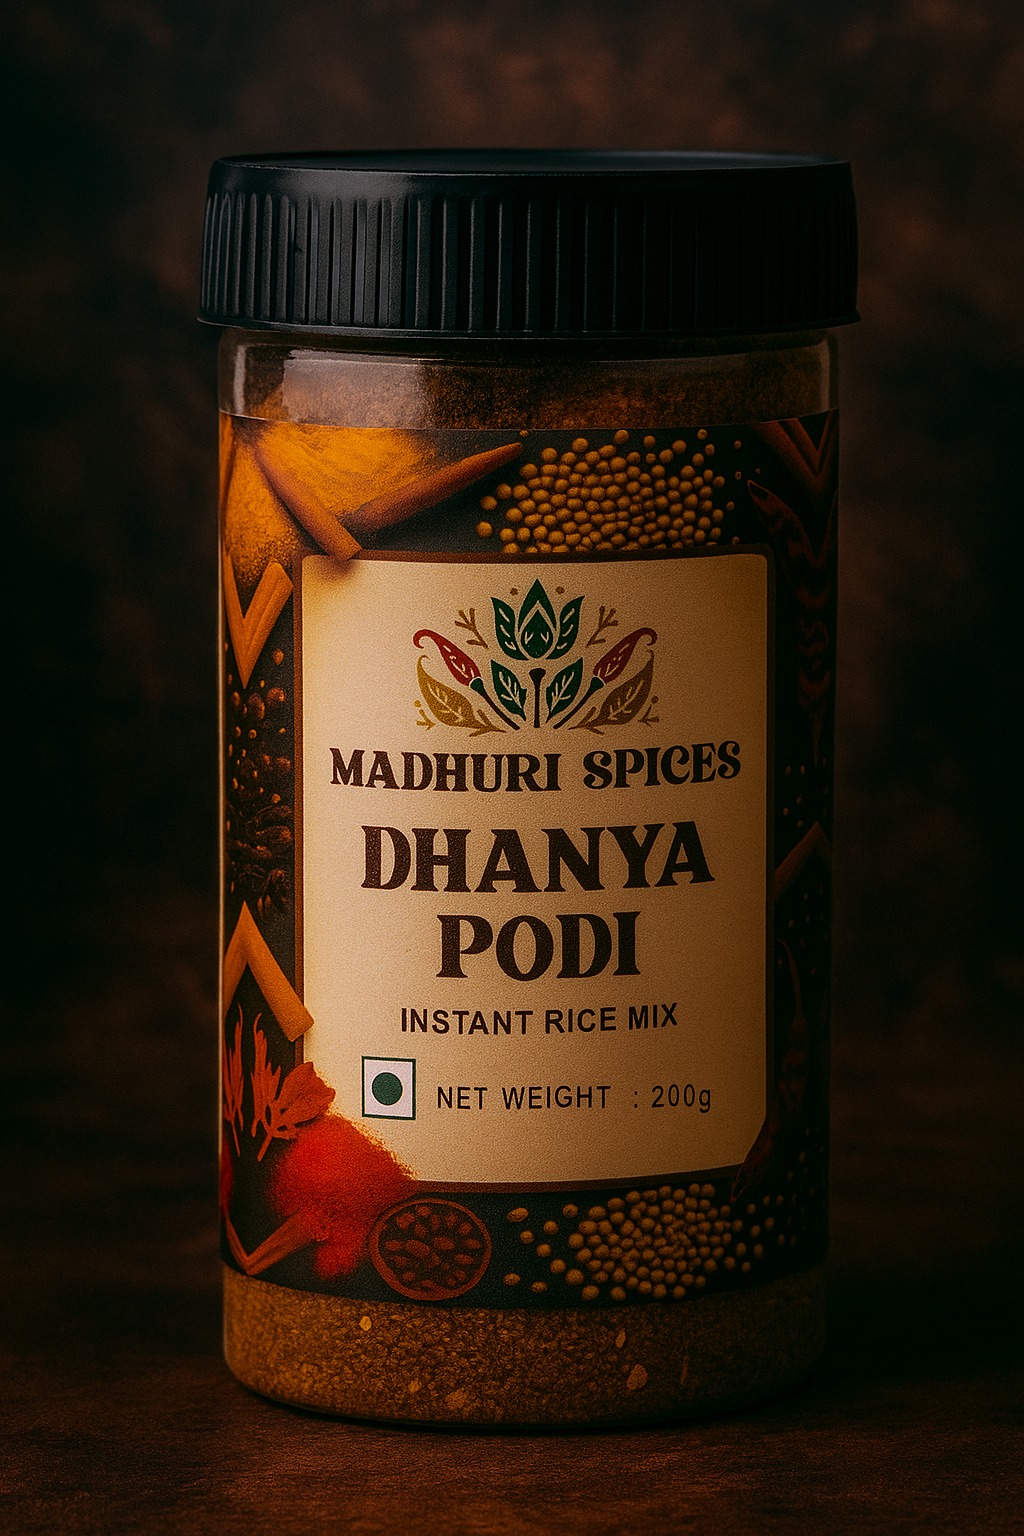 MADHURI SPICES
DHANYA
PODI
INSTANT RICE MIX
NET WEIGHT : 200g